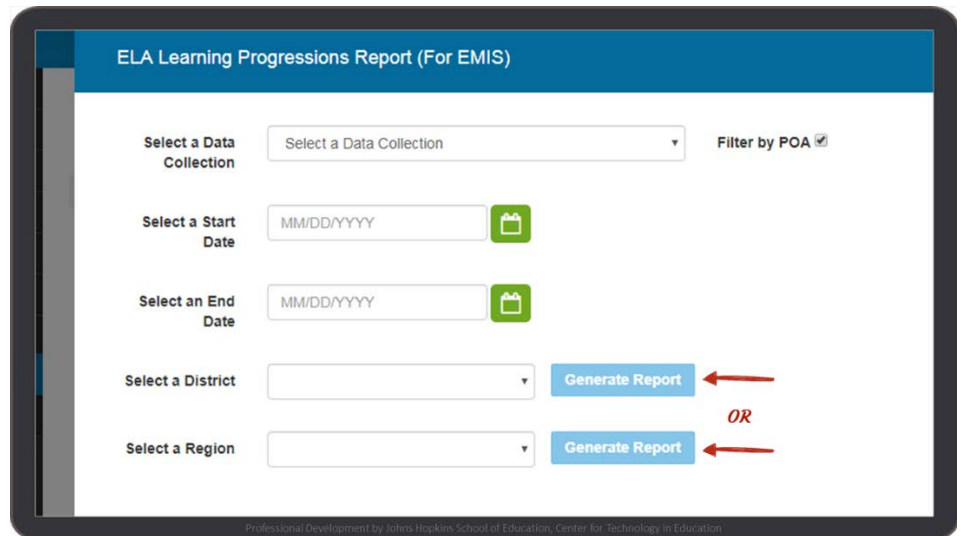 ELA Learning Progressions Report (For EMIS)
Select a Data
Collection
Select a Data Collection
Filter by POA
Select a Start
Date
MM/DD/YYYY
Select an End
Date
MM/DD/YYYY
Select a District
Generate Report
OR
Select a Region
Generate Report
Professional Development by Johns Hopkins School of Education, Center for Technology in Education